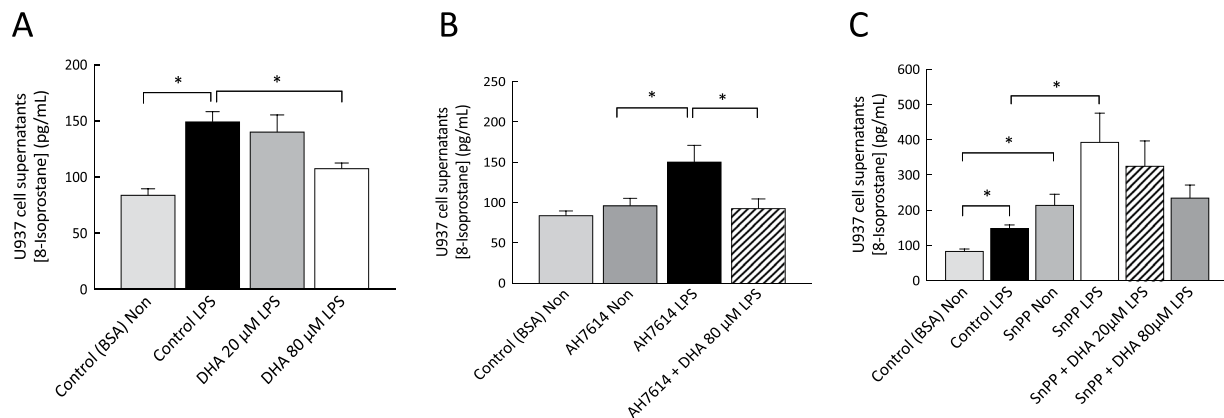 A
U937 cell supernatants
[8-Isoprostane] (pg/mL)
200
150
100
50
0
*
*
Control (BSA) Non
Control LPS
DHA 20 µM LPS
DHA 80 µM LPS
B
U937 cell supernatants
[8-Isoprostane] (pg/mL)
250
200
150
100
50
0
*
*
Control (BSA) Non
AH7614 Non
AH7614 LPS
AH7614 + DHA 80 µM LPS
C
U937 cell supernatants
[8-Isoprostane] (pg/mL)
600
500
400
300
200
100
0
*
*
*
Control (BSA) Non
Control LPS
SnPP Non
SnPP LPS
SnPP + DHA 20µM LPS
SnPP + DHA 80µM LPS